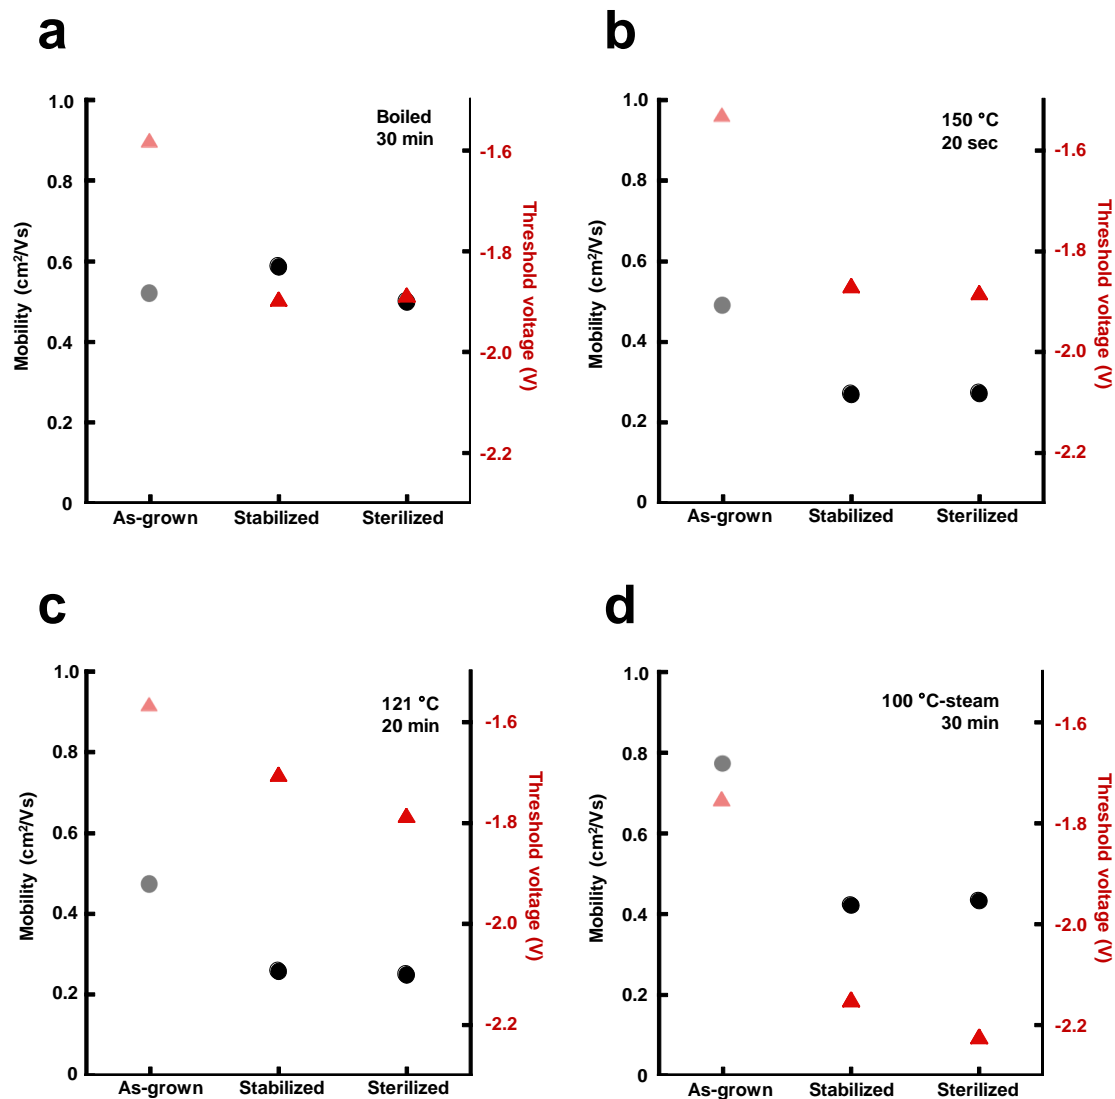 a
1.0
0.8
0.6
0.4
0.2
0
Mobility (cm²/Vs)
Boiled
30 min
-1.6
-1.8
-2.0
-2.2
Threshold voltage (V)
As-grown Stabilized Sterilized
b
1.0
0.8
0.6
0.4
0.2
0
Mobility (cm²/Vs)
150 °C
20 sec
-1.6
-1.8
-2.0
-2.2
Threshold voltage (V)
As-grown Stabilized Sterilized
c
1.0
0.8
0.6
0.4
0.2
0
Mobility (cm²/Vs)
121 °C
20 min
-1.6
-1.8
-2.0
-2.2
Threshold voltage (V)
As-grown Stabilized Sterilized
d
1.0
0.8
0.6
0.4
0.2
0
Mobility (cm²/Vs)
100 °C-steam
30 min
-1.6
-1.8
-2.0
-2.2
Threshold voltage (V)
As-grown Stabilized Sterilized